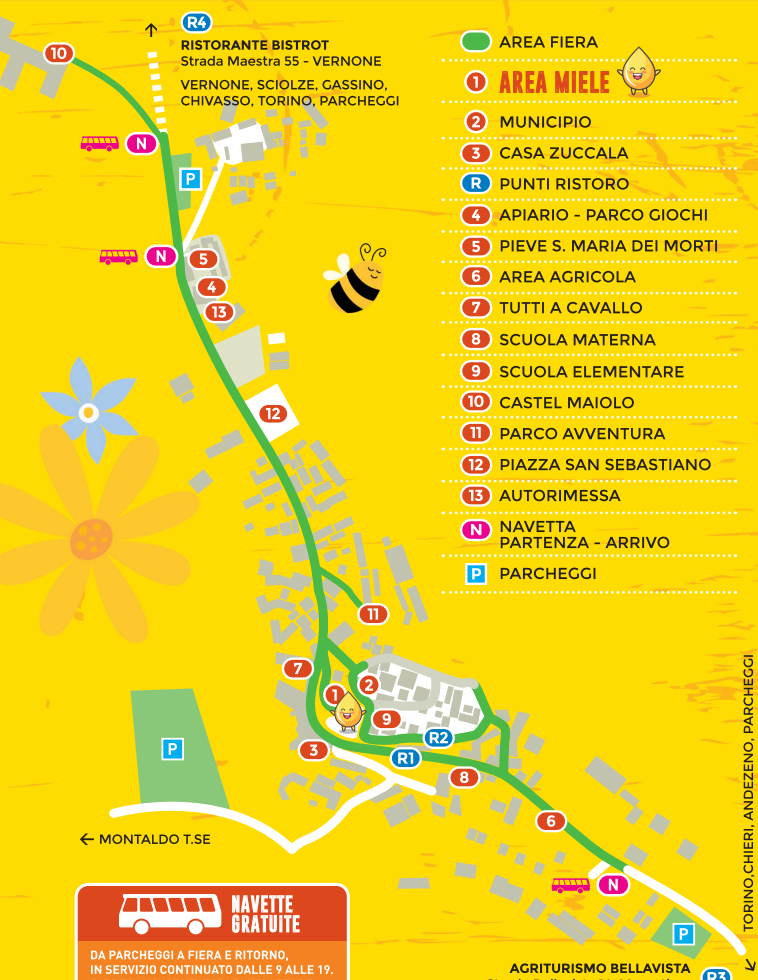 R4
RISTORANTE BISTROT
Strada Maestra 55 - VERNONE
VERNONE, SCIOLZE, GASSINO,
CHIVASSO, TORINO, PARCHEGGI
AREA FIERA
1 AREA MIELE
2 MUNICIPIO
3 CASA ZUCCALA
R PUNTI RISTORO
4 APIARIO - PARCO GIOCHI
5 PIEVE S. MARIA DEI MORTI
6 AREA AGRICOLA
7 TUTTI A CAVALLO
8 SCUOLA MATERNA
9 SCUOLA ELEMENTARE
10 CASTEL MAIOLO
11 PARCO AVVENTURA
12 PIAZZA SAN SEBASTIANO
13 AUTORIMESSA
N NAVETTA
PARTENZA - ARRIVO
P PARCHEGGI
10
N
P
N
5
4
13
12
11
7
2
1
9
R2
3
R1
8
P
6
← MONTALDO T.SE
N
P
TORINO,CHIERI, ANDEZENO, PARCHEGGI
NAVETTE
GRATUITE
DA PARCHEGGI A FIERA E RITORNO,
IN SERVIZIO CONTINUATO DALLE 9 ALLE 19.
AGRITURISMO BELLAVISTA
R3